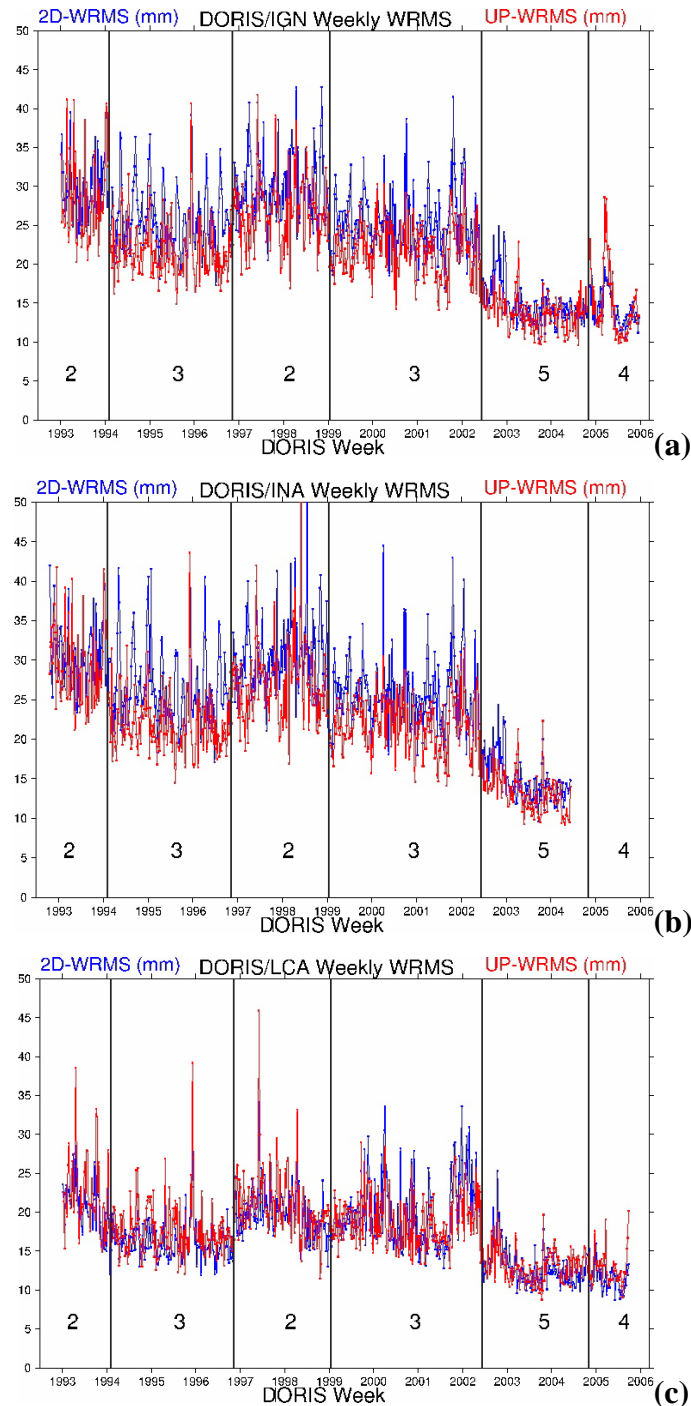 2D-WRMS (mm) DORIS/IGN Weekly WRMS UP-WRMS (mm)
50
45
40
35
30
25
20
15
10
5
0
2 3 2 3 5 4
1993 1994 1995 1996 1997 1998 1999 2000 2001 2002 2003 2004 2005 2006
DORIS Week
(a)
2D-WRMS (mm) DORIS/INA Weekly WRMS UP-WRMS (mm)
50
45
40
35
30
25
20
15
10
5
0
2 3 2 3 5 4
1993 1994 1995 1996 1997 1998 1999 2000 2001 2002 2003 2004 2005 2006
DORIS Week
(b)
2D-WRMS (mm) DORIS/LCA Weekly WRMS UP-WRMS (mm)
50
45
40
35
30
25
20
15
10
5
0
2 3 2 3 5 4
1993 1994 1995 1996 1997 1998 1999 2000 2001 2002 2003 2004 2005 2006
DORIS Week
(c)